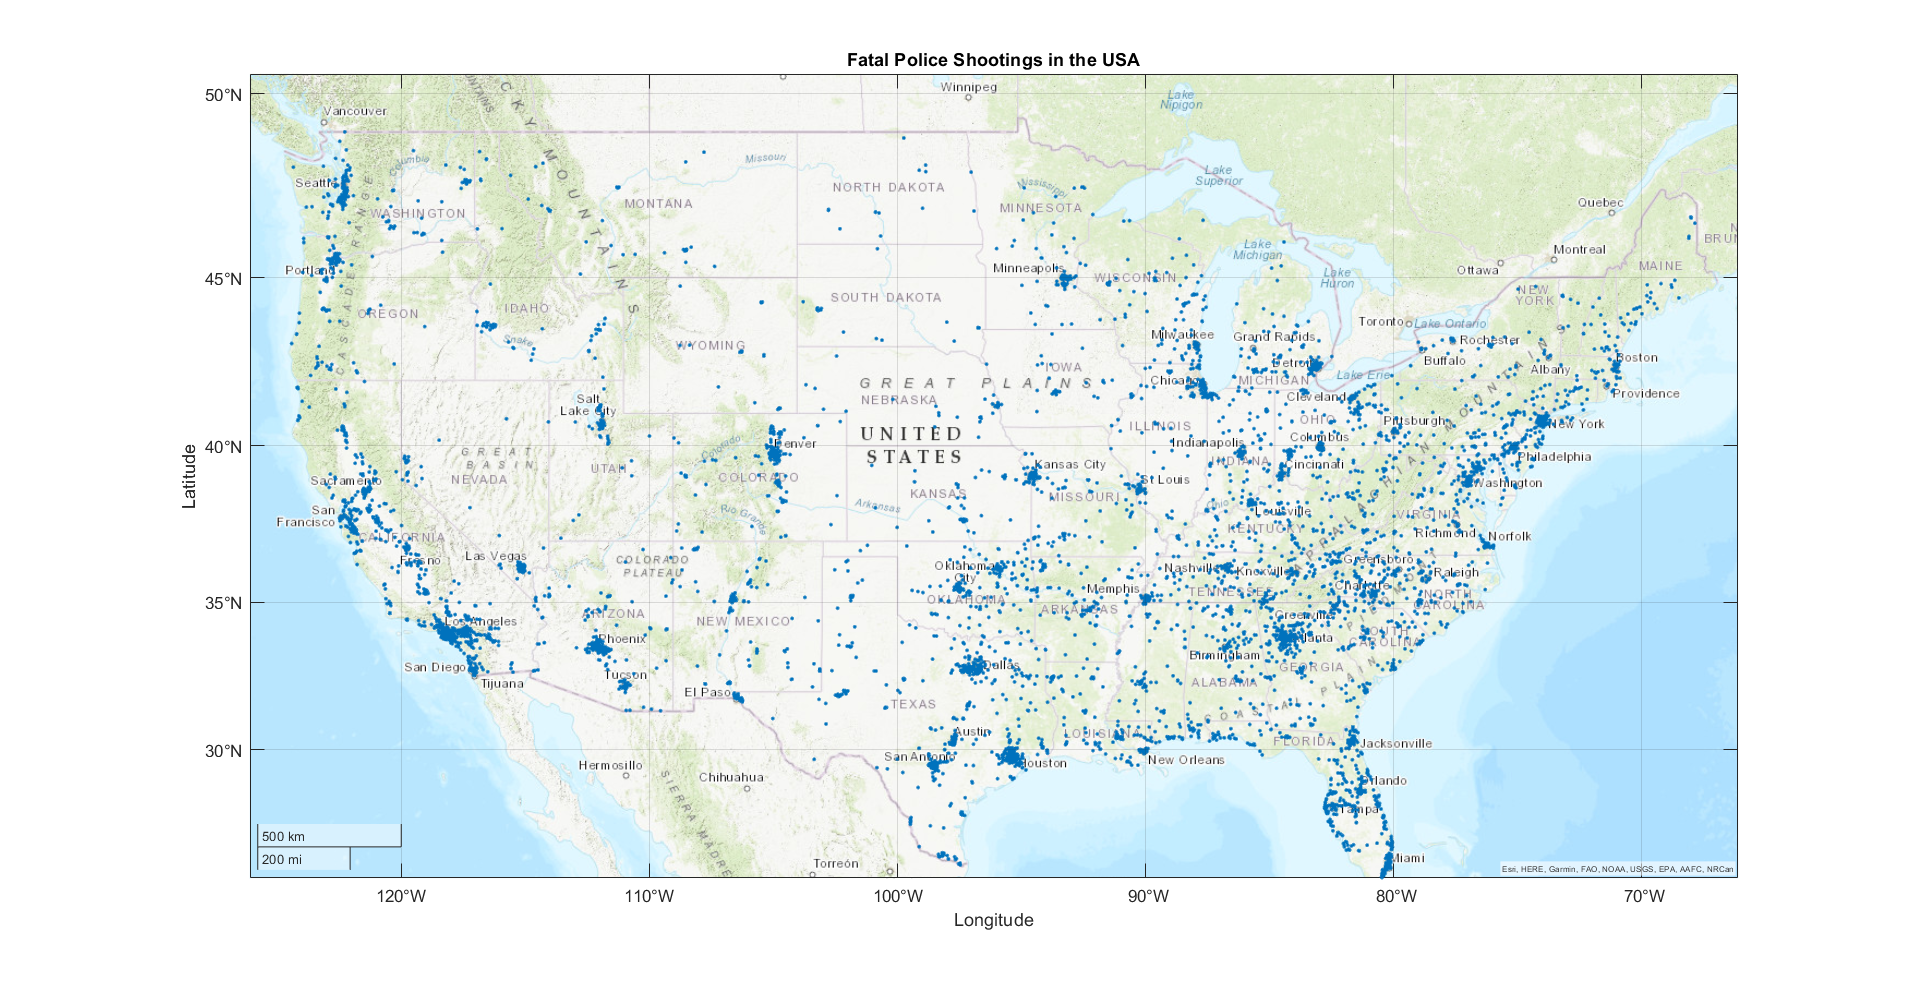 Fatal Police Shootings in the USA
50°N
45°N
40°N
35°N
30°N
Latitude
120°W
110°W
100°W
90°W
80°W
70°W
Longitude
Winnipeg
Lake
Nipigon
Vancouver
ROCKY MOUNTAINS
Columbia
Missouri
Mississippi
Lake
Superior
Seattle
WASHINGTON
MONTANA
NORTH DAKOTA
MINNESOTA
Quebec
Montreal
Ottawa
MAINE
Lake
Michigan
Lake
Huron
Portland
CASCADE RANGE
Minneapolis
WISCONSIN
OREGON
IDAHO
SOUTH DAKOTA
NEW
YORK
Toronto
Lake Ontario
Rochester
Snake
WYOMING
Milwaukee
Grand Rapids
Buffalo
Boston
Detroit
Albany
IOWA
Lake Erie
Chicago
MICHIGAN
GREAT PLAINS
NEBRASKA
Providence
Salt
Lake City
Cleveland
OHIO
Pittsburgh
New York
ILLINOIS
UNITED
STATES
Denver
Colorado
Indianapolis
Columbus
APPALACHIAN MOUNTAINS
GREAT
BASIN
Philadelphia
INDIANA
Cincinnati
Kansas City
UTAH
COLORADO
NEVADA
Sacramento
St Louis
Washington
KANSAS
MISSOURI
Arkansas
Ohio
Rio Grande
San
Francisco
Louisville
VIRGINIA
KENTUCKY
CALIFORNIA
Richmond
Norfolk
Fresno
Las Vegas
COLORADO
PLATEAU
Oklahoma
City
Nashville
Knoxville
Greensboro
Raleigh
Memphis
TENNESSEE
Charlotte
NORTH
CAROLINA
OKLAHOMA
ARKANSAS
PIEDMONT
Los Angeles
ARIZONA
NEW MEXICO
Greenville
Phoenix
Atlanta
SOUTH
CAROLINA
Birmingham
San Diego
Tijuana
Tucson
Dallas
GEORGIA
ALABAMA
El Paso
TEXAS
COASTAL PLAIN
Austin
LOUISIANA
FLORIDA
Jacksonville
San Antonio
Houston
New Orleans
Hermosillo
Chihuahua
Orlando
SIERRA MADRE
Tampa
500 km
200 mi
Torreón
Miami
Esri, HERE, Garmin, FAO, NOAA, USGS, EPA, AAFC, NRCan